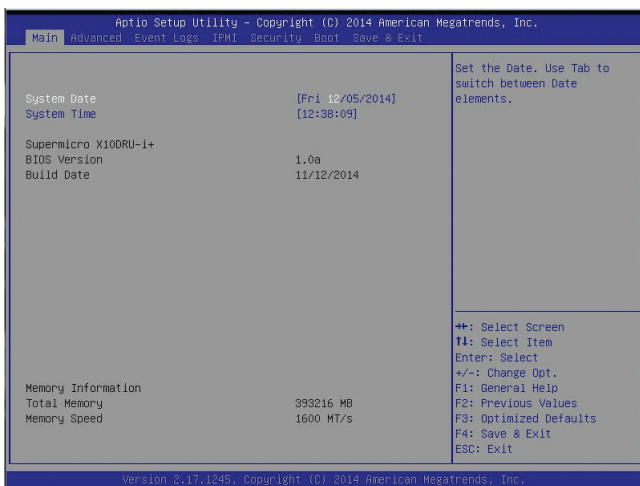 Aptio Setup Utility – Copyright (C) 2014 American Megatrends, Inc.
Main Advanced Event Logs IPMI Security Boot Save & Exit
System Date [Fri 12/05/2014]
System Time [12:38:09]
Supermicro X10DRU-i+
BIOS Version 1.0a
Build Date 11/12/2014
Memory Information
Total Memory 393216 MB
Memory Speed 1600 MT/s
Set the Date. Use Tab to
switch between Date
elements.
→←: Select Screen
↑↓: Select Item
Enter: Select
+/-: Change Opt.
F1: General Help
F2: Previous Values
F3: Optimized Defaults
F4: Save & Exit
ESC: Exit
Version 2.17.1245. Copyright (C) 2014 American Megatrends, Inc.